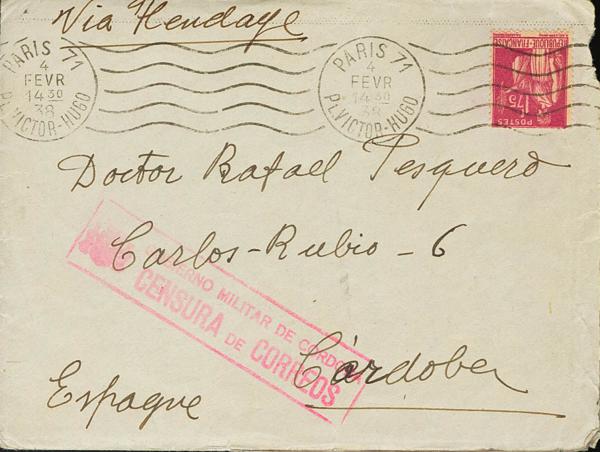 Via Hendaye
PARIS 71
4
FEVR
14 30
38
PL.VICTOR-HUGO
PARIS 71
4
FEVR
14 30
38
PL.VICTOR-HUGO
REPUBLIQUE-FRANÇAISE
1f75
POSTES
Doctor Rafael Pesquero
Carlos-Rubio-6
GOBIERNO MILITAR DE CORDOBA
CENSURA DE CORREOS
Córdoba
Espagne